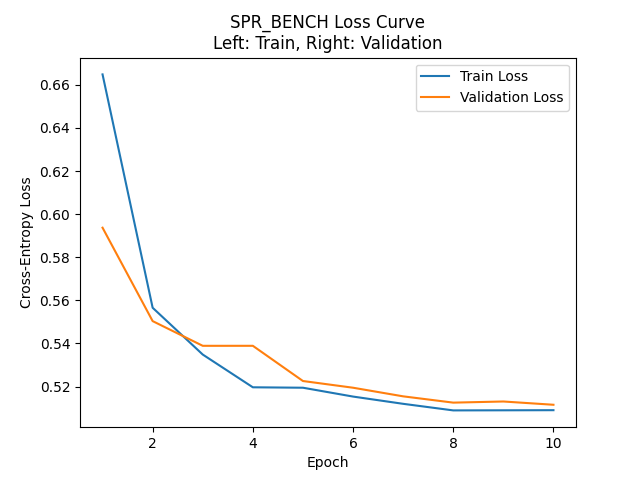 SPR_BENCH Loss Curve
Left: Train, Right: Validation
Train Loss
Validation Loss
Cross-Entropy Loss
0.66
0.64
0.62
0.60
0.58
0.56
0.54
0.52
2 4 6 8 10
Epoch